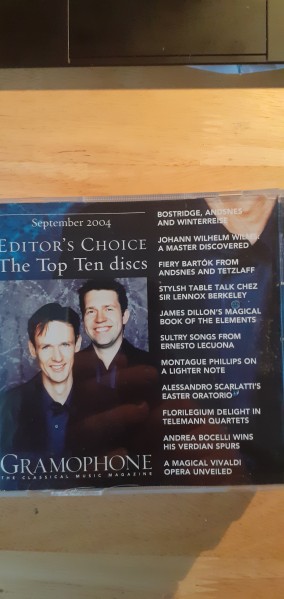 September 2004
EDITOR'S CHOICE
The Top Ten discs
BOSTRIDGE, ANDSNES
AND WINTERREISE
JOHANN WILHELM WILMS:
A MASTER DISCOVERED
FIERY BARTÓK FROM
ANDSNES AND TETZLAFF
STYLSH TABLE TALK CHEZ
SIR LENNOX BERKELEY
JAMES DILLON'S MAGICAL
BOOK OF THE ELEMENTS
SULTRY SONGS FROM
ERNESTO LECUONA
MONTAGUE PHILLIPS ON
A LIGHTER NOTE
ALESSANDRO SCARLATTI'S
EASTER ORATORIO
FLORILEGIUM DELIGHT IN
TELEMANN QUARTETS
ANDREA BOCELLI WINS
HIS VERDIAN SPURS
A MAGICAL VIVALDI
OPERA UNVEILED
GRAMOPHONE
THE CLASSICAL MUSIC MAGAZINE